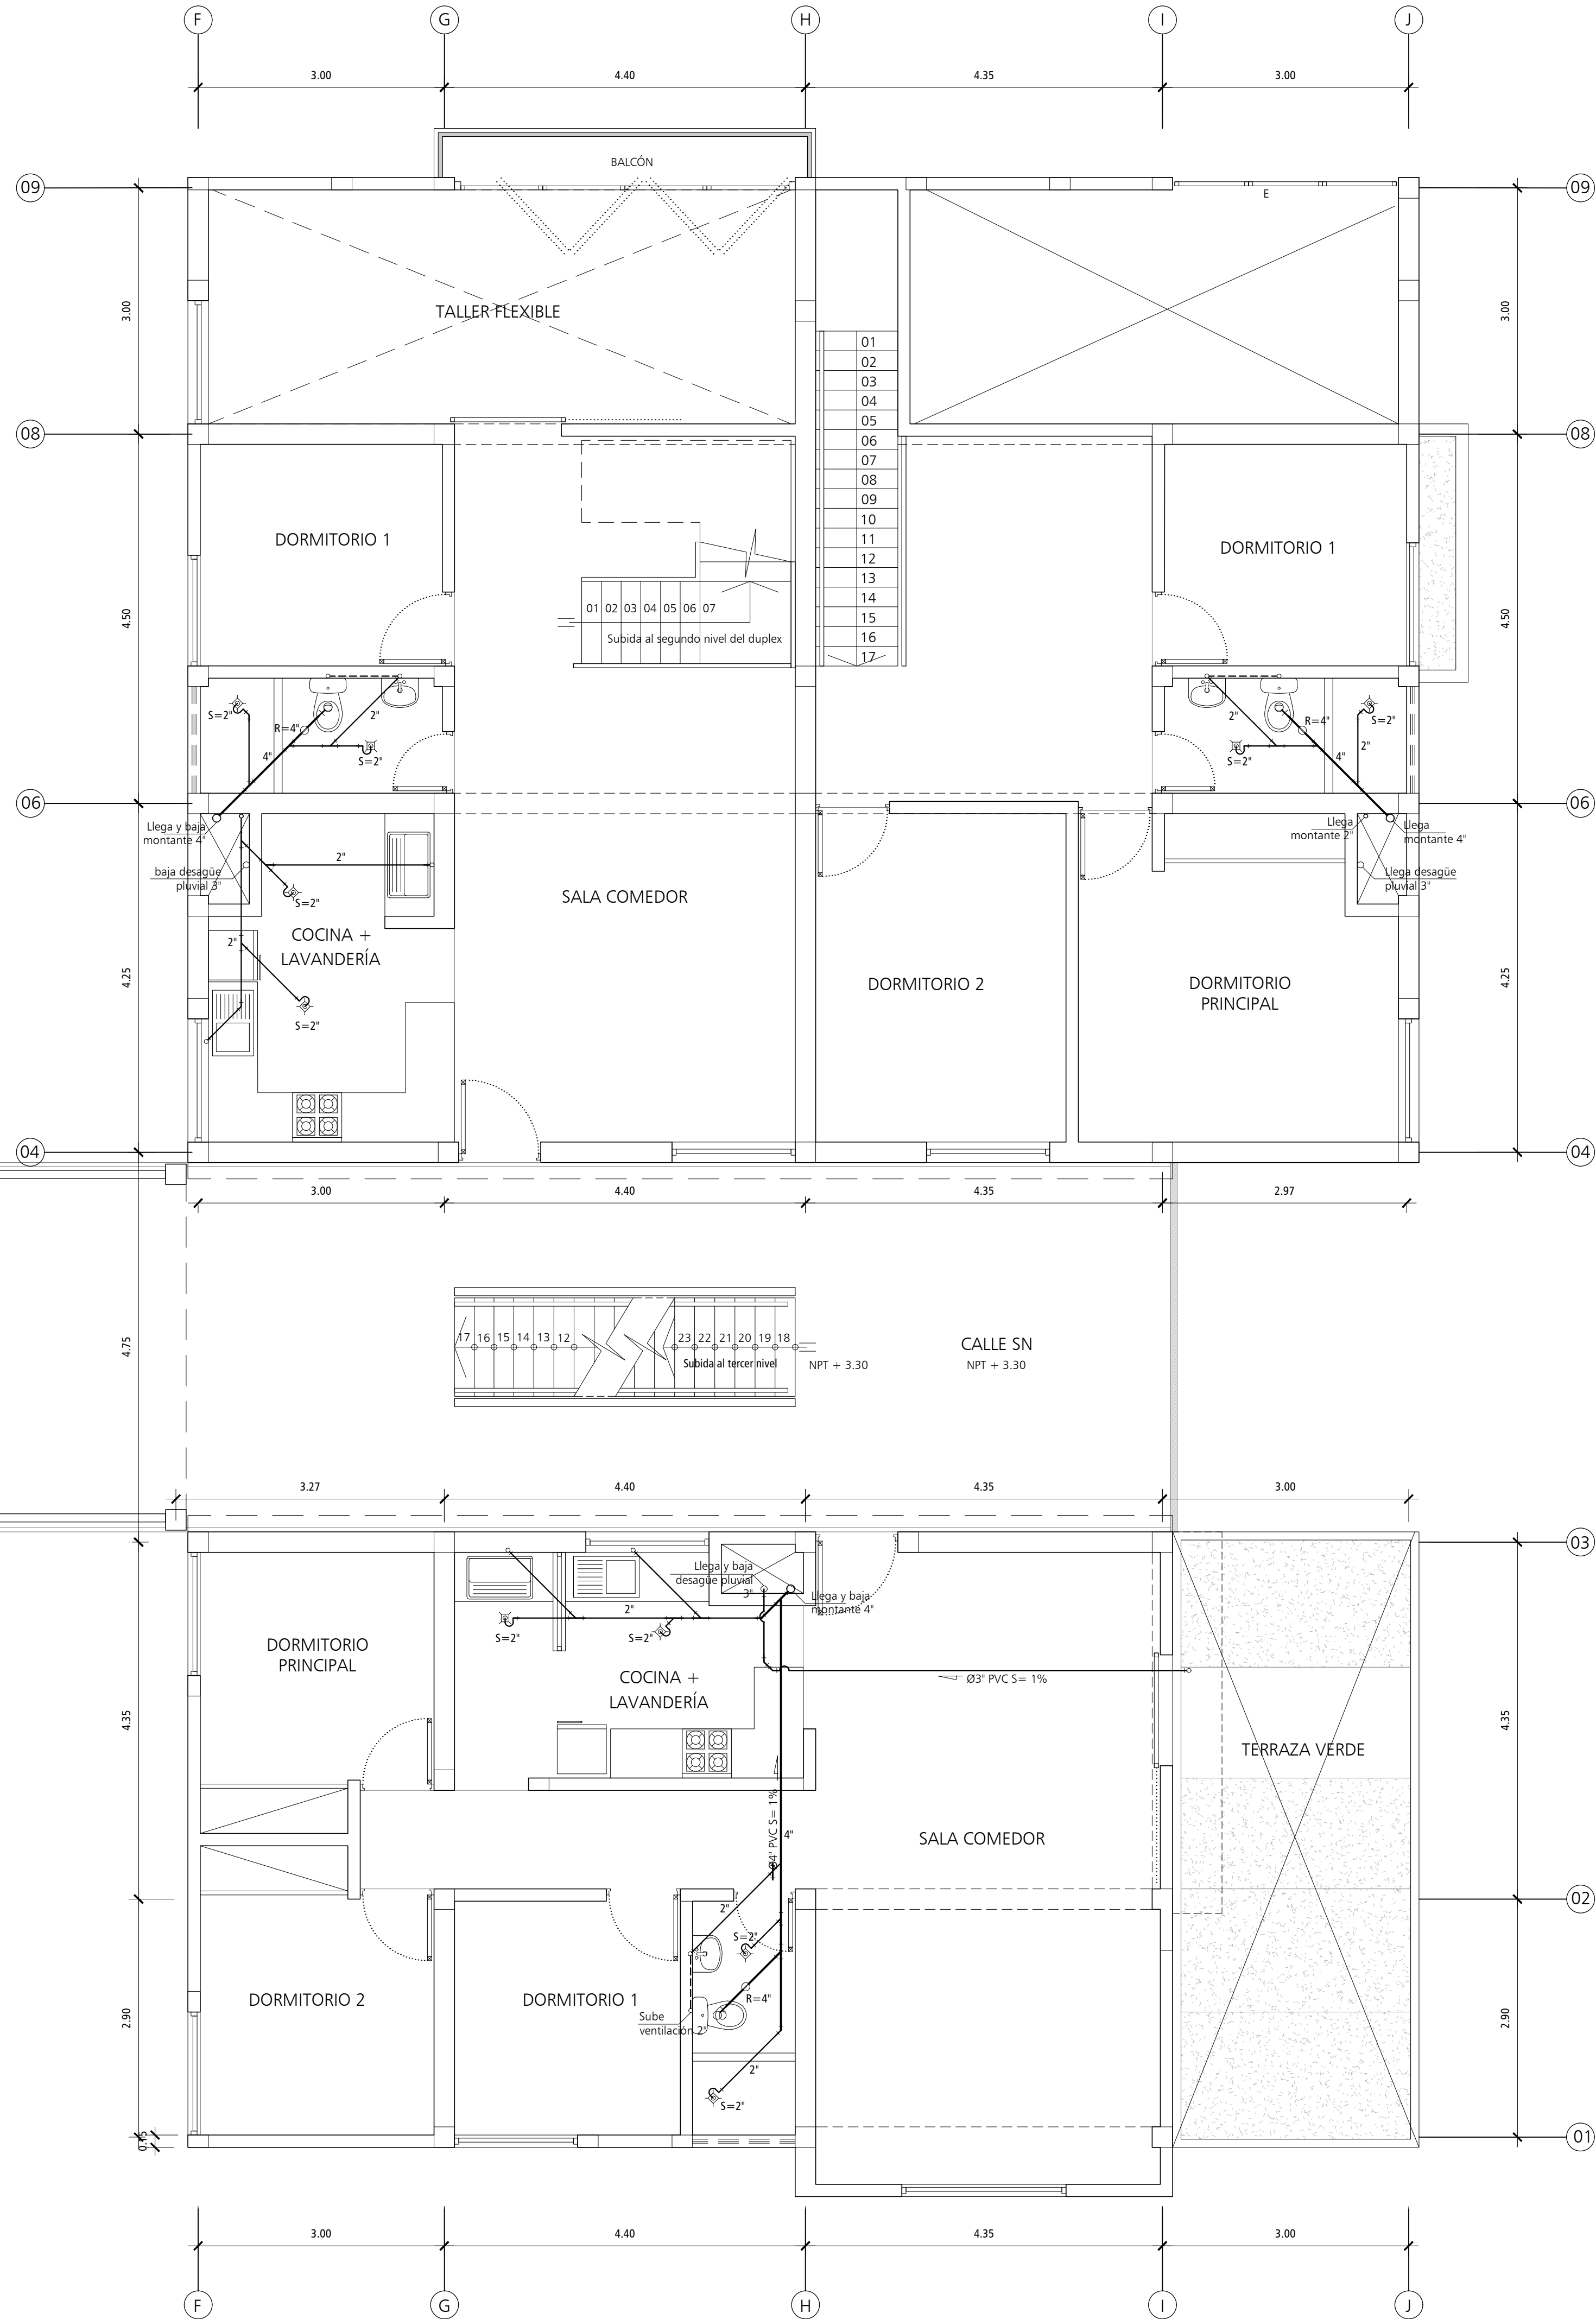 F
G
H
I
J
3.00
4.40
4.35
3.00
BALCÓN
09
E
09
3.00
TALLER FLEXIBLE
3.00
01
02
03
04
05
06
07
08
09
10
11
12
13
14
15
16
17
08
08
DORMITORIO 1
DORMITORIO 1
4.50
01 02 03 04 05 06 07
Subida al segundo nivel del duplex
4.50
S=2"
R=4"
2"
4"
S=2"
2"
R=4"
S=2"
2"
4"
S=2"
06
06
Llega y baja
montante 4"
baja desagüe
pluvial 3"
2"
S=2"
Llega
montante 2"
Llega
montante 4"
Llega desagüe
pluvial 3"
SALA COMEDOR
COCINA +
LAVANDERÍA
2"
S=2"
4.25
DORMITORIO 2
DORMITORIO
PRINCIPAL
4.25
04
04
3.00
4.40
4.35
2.97
4.75
17 16 15 14 13 12
23 22 21 20 19 18
Subida al tercer nivel
NPT + 3.30
CALLE SN
NPT + 3.30
3.27
4.40
4.35
3.00
03
Llega y baja
desagüe pluvial
3"
Llega y baja
montante 4"
2"
S=2"
S=2"
DORMITORIO
PRINCIPAL
COCINA +
LAVANDERÍA
Ø3" PVC S= 1%
4.35
TERRAZA VERDE
4.35
Ø4" PVC S= 1%
4"
SALA COMEDOR
02
2"
S=2"
R=4"
DORMITORIO 2
DORMITORIO 1
Sube
ventilación 2"
2.90
2.90
2"
S=2"
0.15
01
3.00
4.40
4.35
3.00
F
G
H
I
J